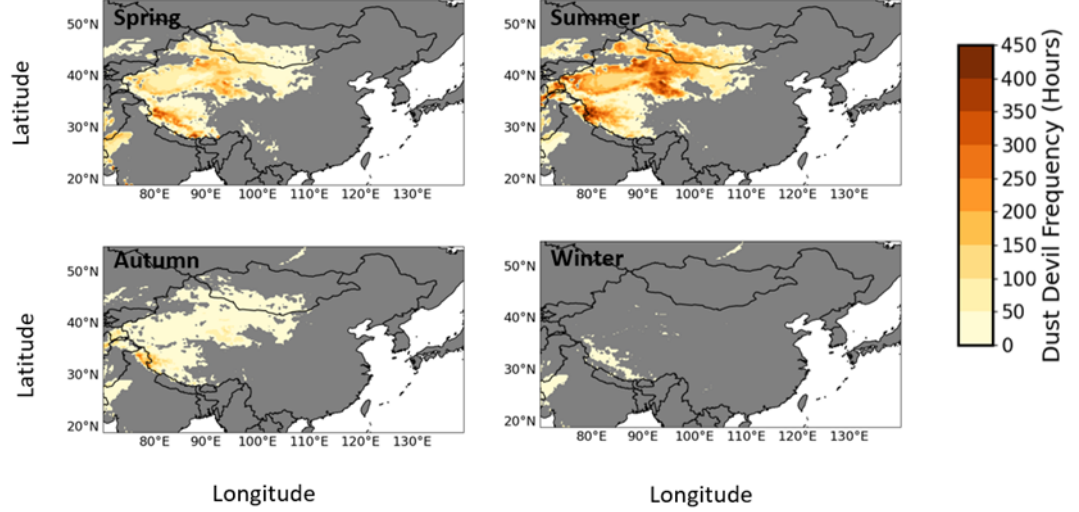 Spring
Latitude
50°N
40°N
30°N
20°N
80°E 90°E 100°E 110°E 120°E 130°E
Summer
50°N
40°N
30°N
20°N
80°E 90°E 100°E 110°E 120°E 130°E
Autumn
Latitude
50°N
40°N
30°N
20°N
80°E 90°E 100°E 110°E 120°E 130°E
Longitude
Winter
50°N
40°N
30°N
20°N
80°E 90°E 100°E 110°E 120°E 130°E
Longitude
450
400
350
300
250
200
150
100
50
0
Dust Devil Frequency (Hours)